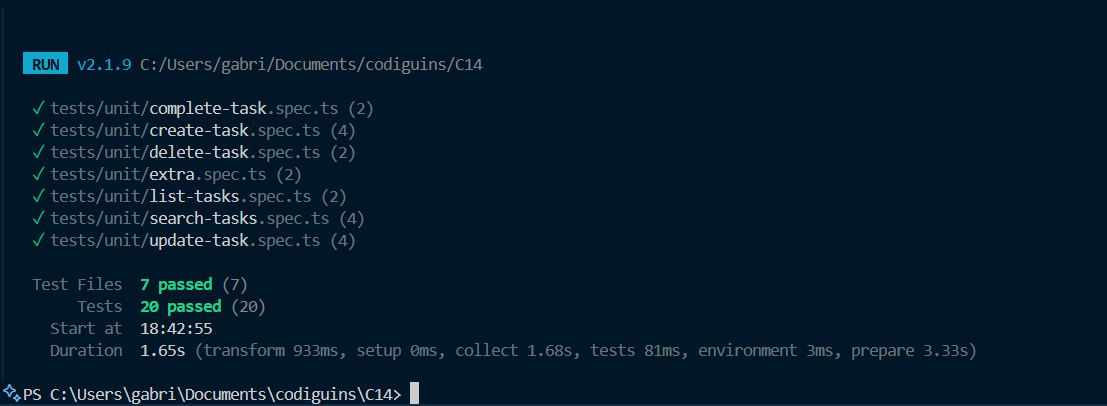 RUN v2.1.9 C:/Users/gabri/Documents/codiguins/C14
✓ tests/unit/complete-task.spec.ts (2)
✓ tests/unit/create-task.spec.ts (4)
✓ tests/unit/delete-task.spec.ts (2)
✓ tests/unit/extra.spec.ts (2)
✓ tests/unit/list-tasks.spec.ts (2)
✓ tests/unit/search-tasks.spec.ts (4)
✓ tests/unit/update-task.spec.ts (4)
Test Files 7 passed (7)
Tests 20 passed (20)
Start at 18:42:55
Duration 1.65s (transform 933ms, setup 0ms, collect 1.68s, tests 81ms, environment 3ms, prepare 3.33s)
PS C:\Users\gabri\Documents\codiguins\C14>